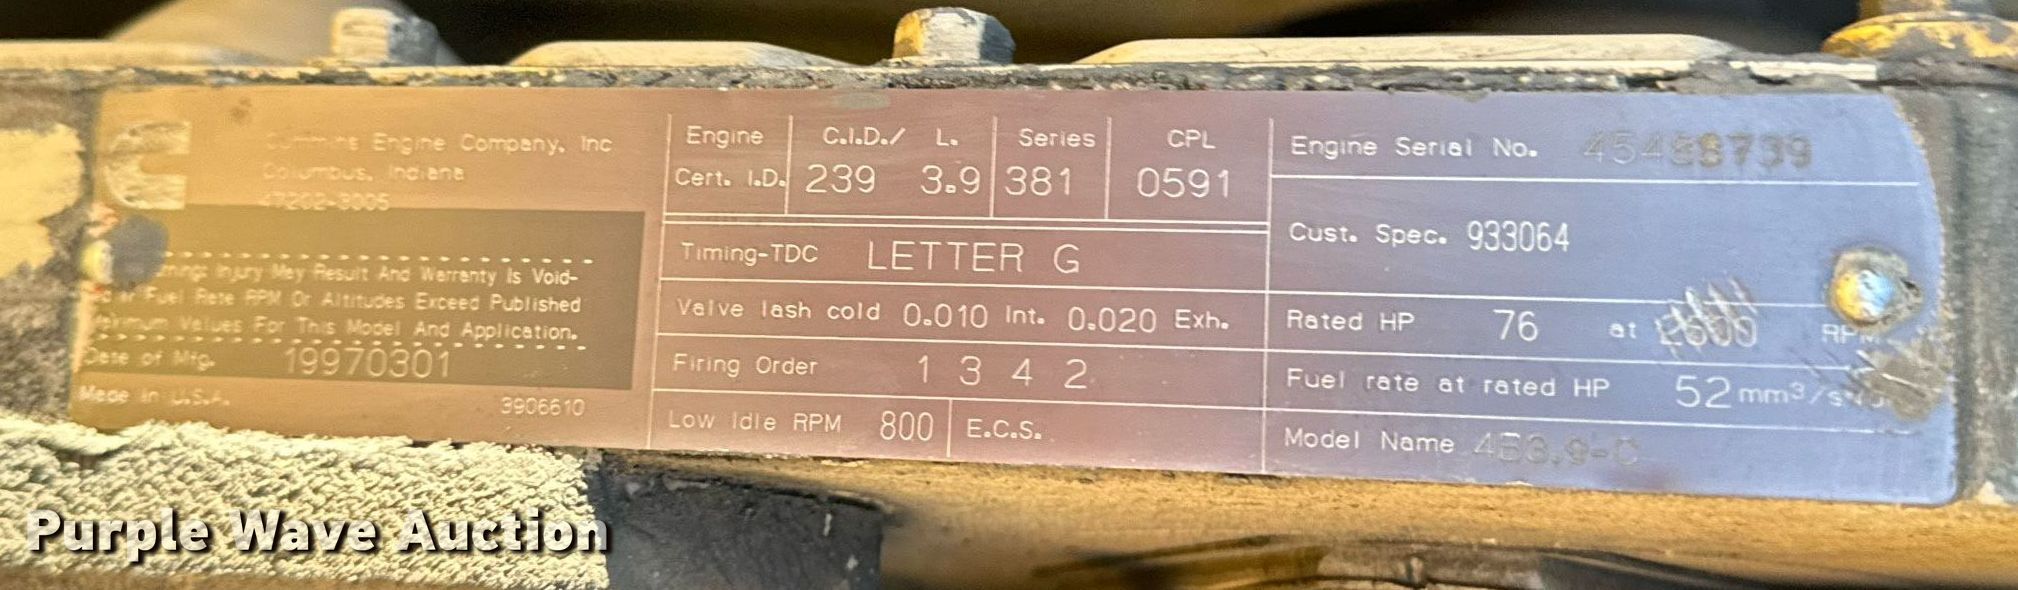 Cummins Engine Company, Inc
Columbus, Indiana
47202-3005
Injury May Result And Warranty Is Void-
Fuel Rate RPM Or Altitudes Exceed Published
Maximum Values For This Model And Application.
Date of Mfg. 19970301
Made in U.S.A. 3906610
Engine C.I.D./ L. Series CPL
Cert. I.D. 239 3.9 381 0591
Timing-TDC LETTER G
Valve lash cold 0.010 Int. 0.020 Exh.
Firing Order 1 3 4 2
Low Idle RPM 800 E.C.S.
Engine Serial No.
Cust. Spec. 933064
Rated HP 76 at RPM
Fuel rate at rated HP 52 mm³/s
Model Name 4B3.9-C
Purple Wave Auction